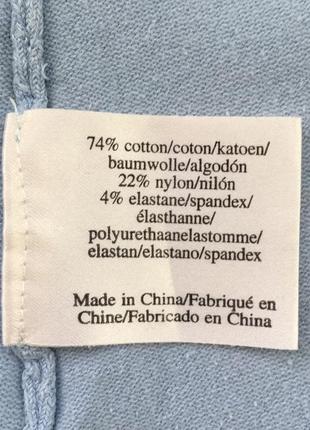 74% cotton/coton/katoen/
baumwolle/algodón
22% nylon/nilón
4% elastane/spandex/
élasthanne/
polyurethaanelastomme/
elastan/elastano/spandex
Made in China/Fabriqué en
Chine/Fabricado en China